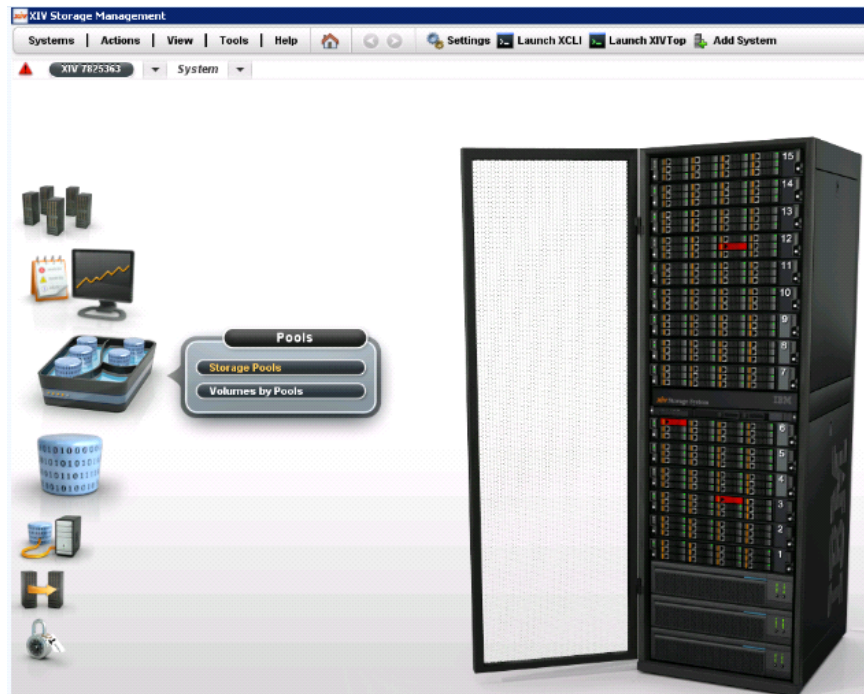 XIV XIV Storage Management
Systems | Actions | View | Tools | Help Settings Launch XCLI Launch XIVTop Add System
XIV 7825363 System
Pools
Storage Pools
Volumes by Pools
15
14
13
12
11
10
9
8
7
XIV Storage System IBM
6
5
4
3
2
1
IBM